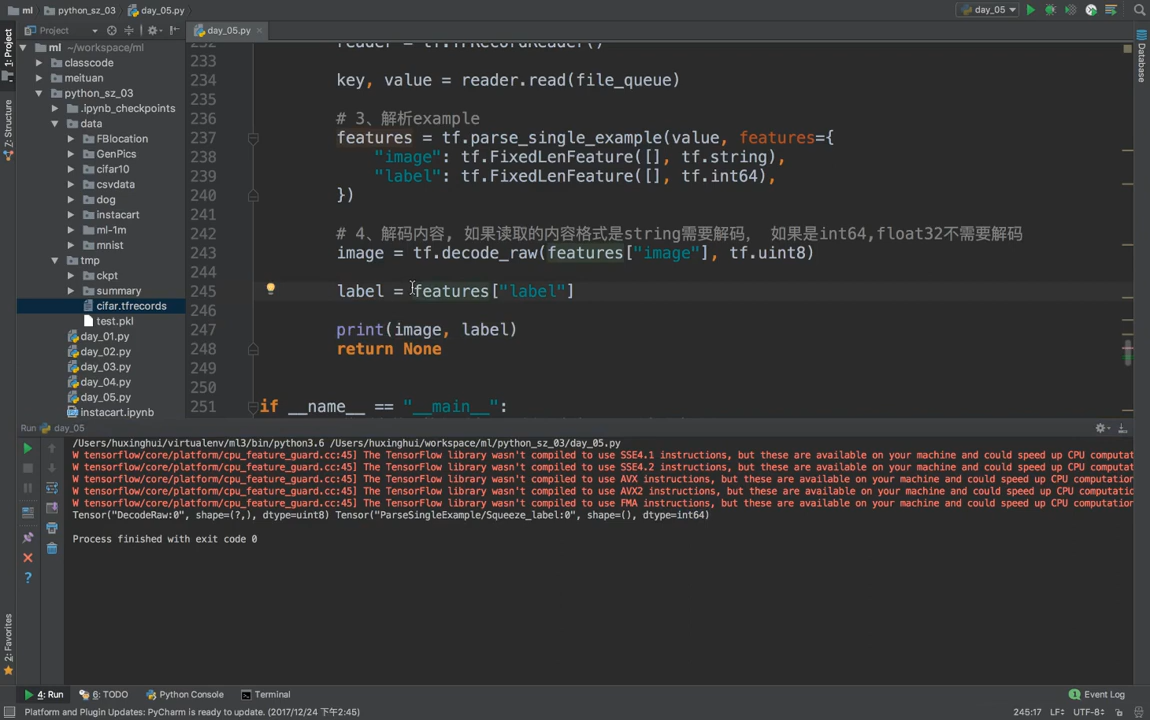 ml
python_sz_03
day_05.py
day_05
Project
day_05.py
1: Project
Z: Structure
2: Favorites
Database
ml ~/workspace/ml
classcode
meituan
python_sz_03
.ipynb_checkpoints
data
FBlocation
GenPics
cifar10
csvdata
dog
instacart
ml-1m
mnist
tmp
ckpt
summary
cifar.tfrecords
test.pkl
day_01.py
day_02.py
day_03.py
day_04.py
day_05.py
instacart.ipynb
232 reader = tf.TFRecordReader()
233
234 key, value = reader.read(file_queue)
235
236 # 3、解析example
237 features = tf.parse_single_example(value, features={
238 "image": tf.FixedLenFeature([], tf.string),
239 "label": tf.FixedLenFeature([], tf.int64),
240 })
241
242 # 4、解码内容, 如果读取的内容格式是string需要解码, 如果是int64,float32不需要解码
243 image = tf.decode_raw(features["image"], tf.uint8)
244
245 label = features["label"]
246
247 print(image, label)
248 return None
249
250
251 if __name__ == "__main__":
Run day_05
/Users/huxinghui/virtualenv/ml3/bin/python3.6 /Users/huxinghui/workspace/ml/python_sz_03/day_05.py
W tensorflow/core/platform/cpu_feature_guard.cc:45] The TensorFlow library wasn't compiled to use SSE4.1 instructions, but these are available on your machine and could speed up CPU computat
W tensorflow/core/platform/cpu_feature_guard.cc:45] The TensorFlow library wasn't compiled to use SSE4.2 instructions, but these are available on your machine and could speed up CPU computat
W tensorflow/core/platform/cpu_feature_guard.cc:45] The TensorFlow library wasn't compiled to use AVX instructions, but these are available on your machine and could speed up CPU computation
W tensorflow/core/platform/cpu_feature_guard.cc:45] The TensorFlow library wasn't compiled to use AVX2 instructions, but these are available on your machine and could speed up CPU computatio
W tensorflow/core/platform/cpu_feature_guard.cc:45] The TensorFlow library wasn't compiled to use FMA instructions, but these are available on your machine and could speed up CPU computation
Tensor("DecodeRaw:0", shape=(?,), dtype=uint8) Tensor("ParseSingleExample/Squeeze_label:0", shape=(), dtype=int64)
Process finished with exit code 0
4: Run
6: TODO
Python Console
Terminal
1 Event Log
Platform and Plugin Updates: PyCharm is ready to update. (2017/12/24 下午2:45)
245:17
LF
UTF-8